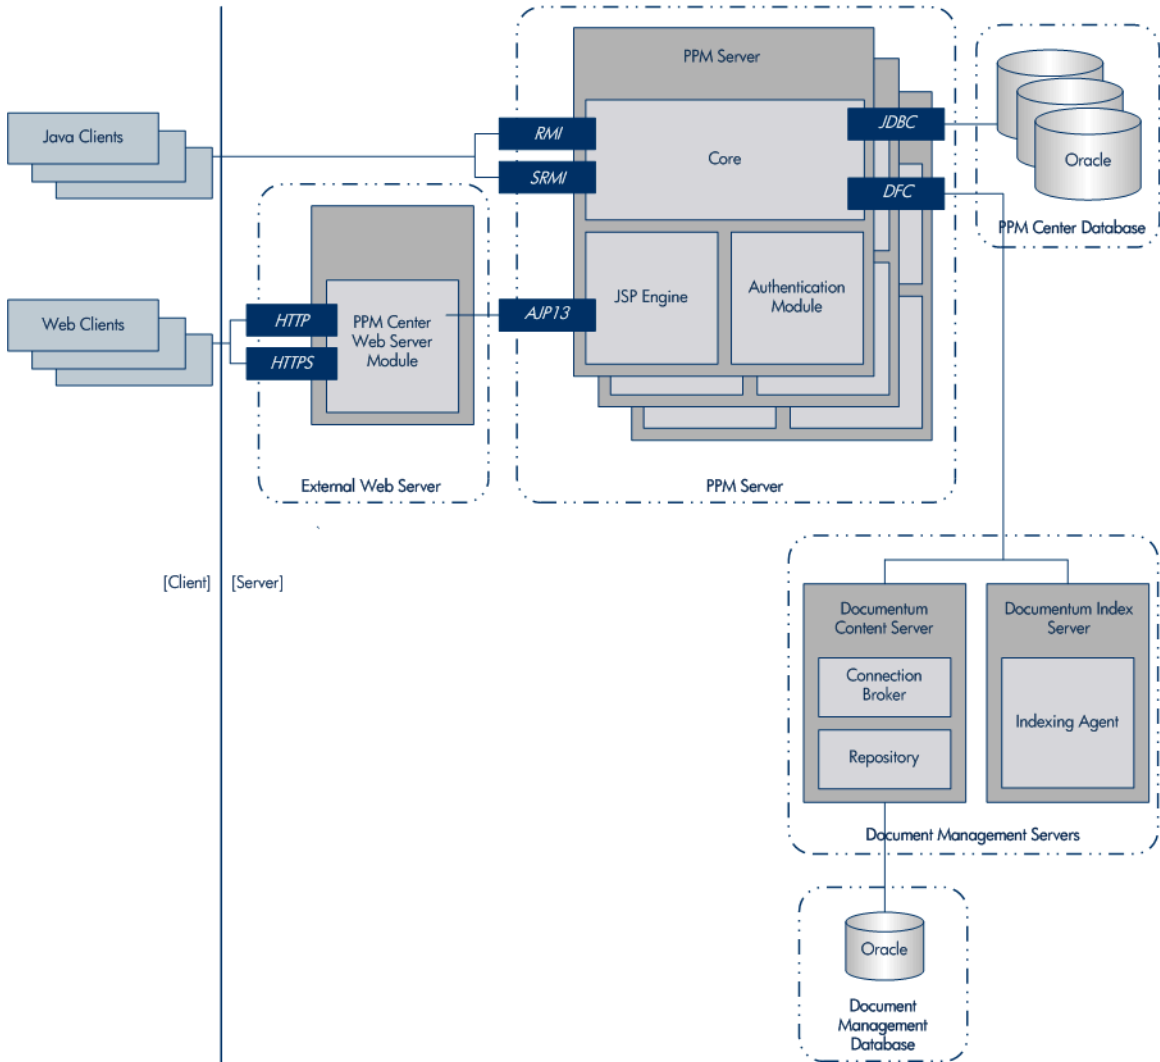 PPM Server
Java Clients
RMI
SRMI
Core
JDBC
DFC
Oracle
PPM Center Database
Web Clients
HTTP
HTTPS
PPM Center
Web Server
Module
External Web Server
AJP13
JSP Engine
Authentication
Module
PPM Server
[Client]
[Server]
Documentum
Content Server
Connection
Broker
Repository
Documentum Index
Server
Indexing Agent
Document Management Servers
Oracle
Document
Management
Database